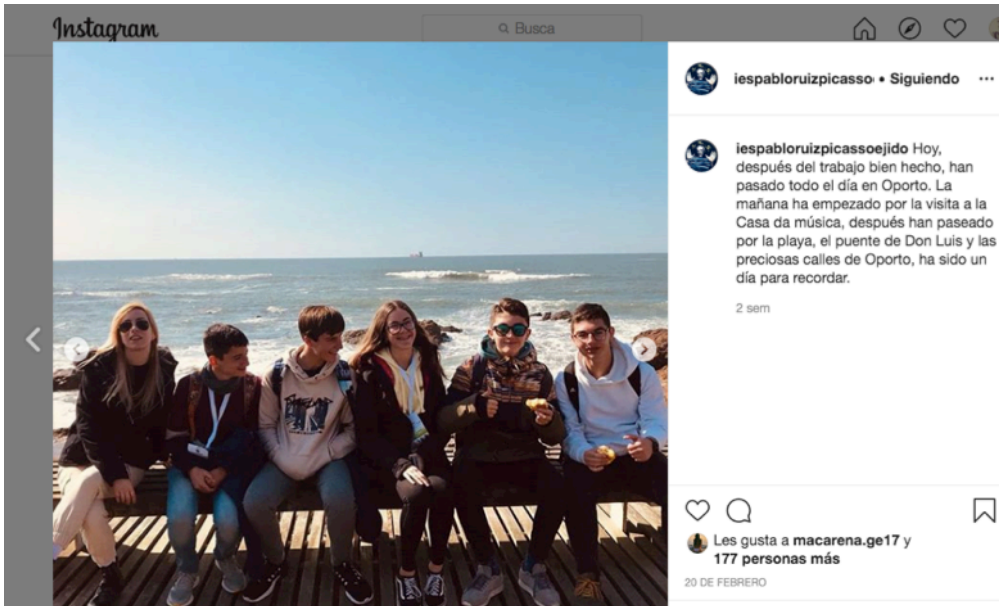 Instagram
Busca
iespabloruizpicasso • Siguiendo
iespabloruizpicassoejido Hoy,
después del trabajo bien hecho, han
pasado todo el día en Oporto. La
mañana ha empezado por la visita a la
Casa da música, después han paseado
por la playa, el puente de Don Luis y las
preciosas calles de Oporto, ha sido un
día para recordar.
2 sem
Les gusta a macarena.ge17 y
177 personas más
20 DE FEBRERO